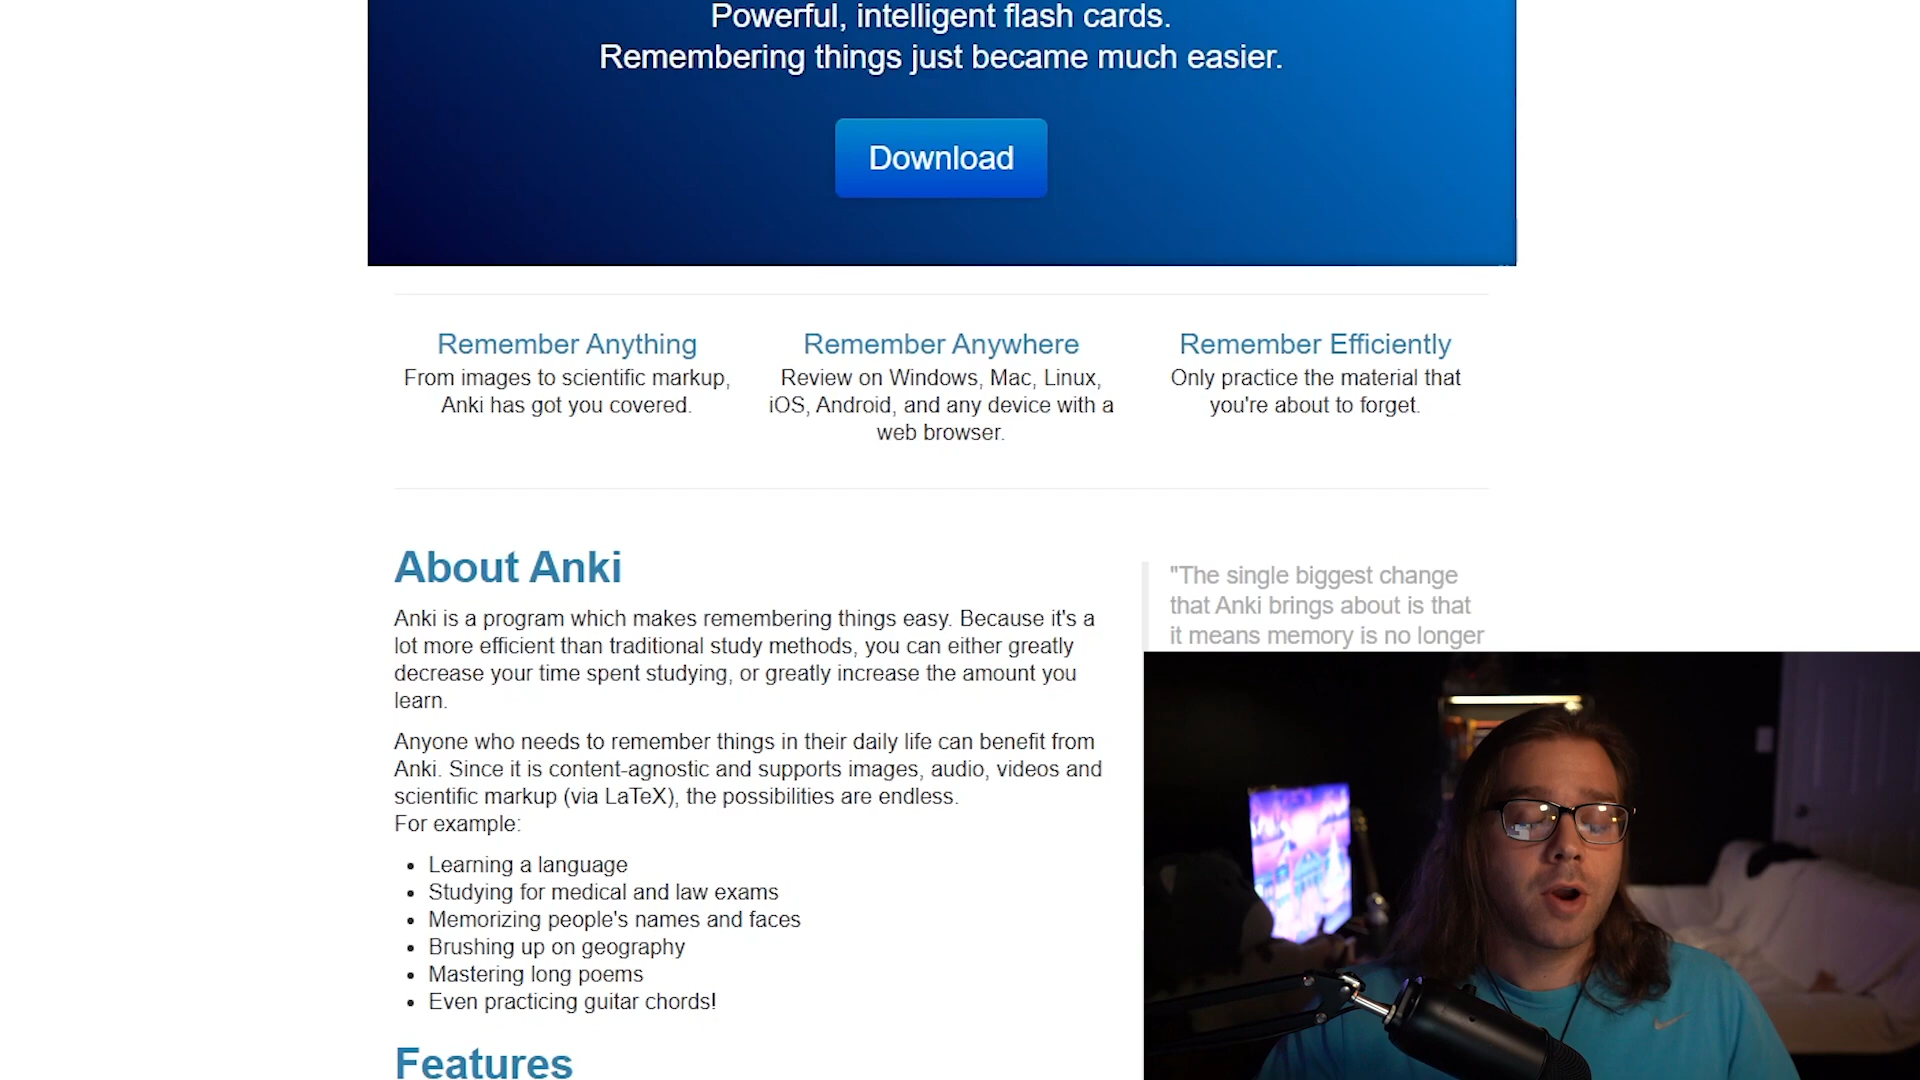 Powerful, intelligent flash cards.
Remembering things just became much easier.
Download
Remember Anything
From images to scientific markup,
Anki has got you covered.
Remember Anywhere
Review on Windows, Mac, Linux,
iOS, Android, and any device with a
web browser.
Remember Efficiently
Only practice the material that
you're about to forget.
About Anki
Anki is a program which makes remembering things easy. Because it's a
lot more efficient than traditional study methods, you can either greatly
decrease your time spent studying, or greatly increase the amount you
learn.
Anyone who needs to remember things in their daily life can benefit from
Anki. Since it is content-agnostic and supports images, audio, videos and
scientific markup (via LaTeX), the possibilities are endless.
For example:
• Learning a language
• Studying for medical and law exams
• Memorizing people's names and faces
• Brushing up on geography
• Mastering long poems
• Even practicing guitar chords!
Features
"The single biggest change
that Anki brings about is that
it means memory is no longer